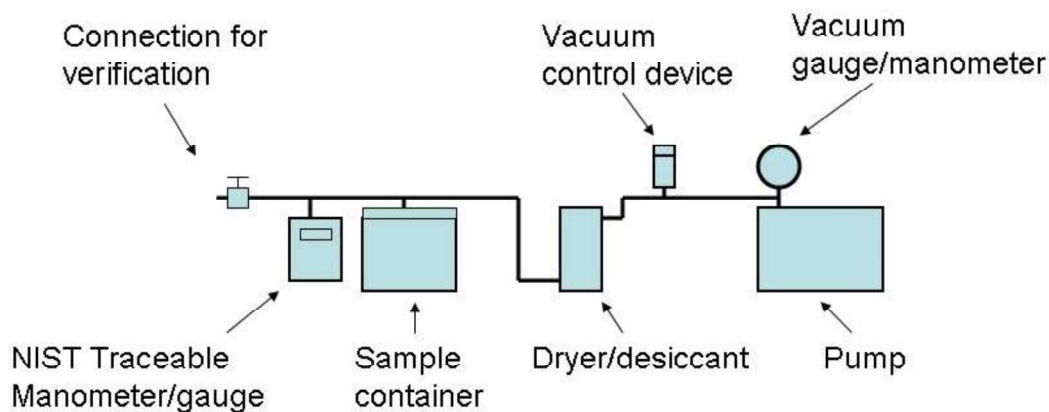 Connection for
verification
Vacuum
control device
Vacuum
gauge/manometer
NIST Traceable
Manometer/gauge
Sample
container
Dryer/desiccant
Pump